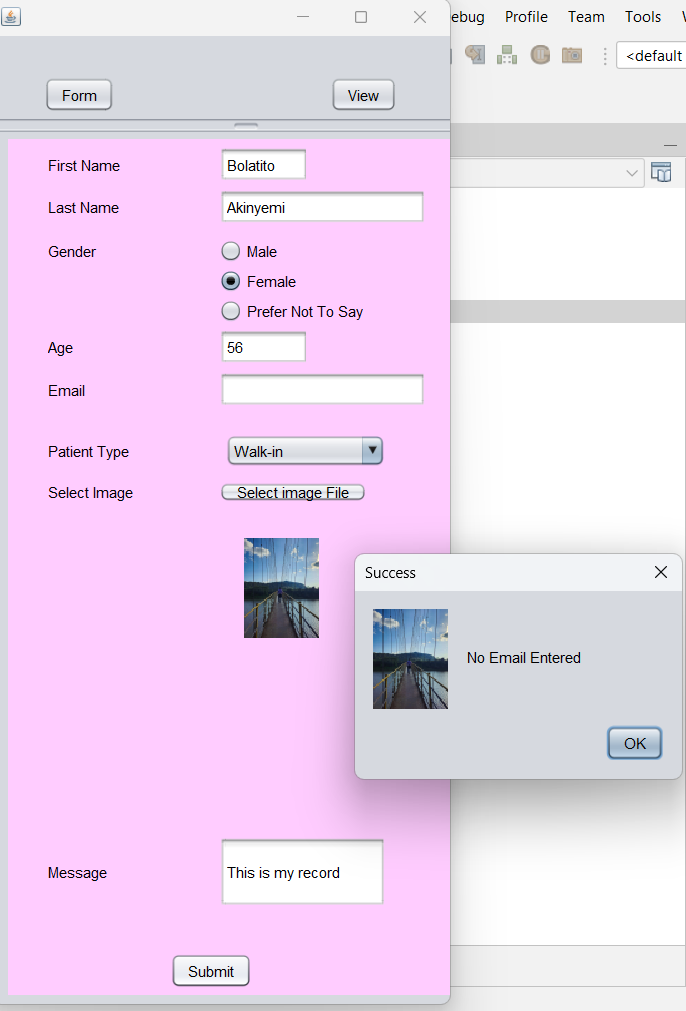 ebug Profile Team Tools
<default
Form View
First Name Bolatito
Last Name Akinyemi
Gender Male
Female
Prefer Not To Say
Age 56
Email
Patient Type Walk-in
Select Image Select image File
Success
No Email Entered
OK
Message This is my record
Submit